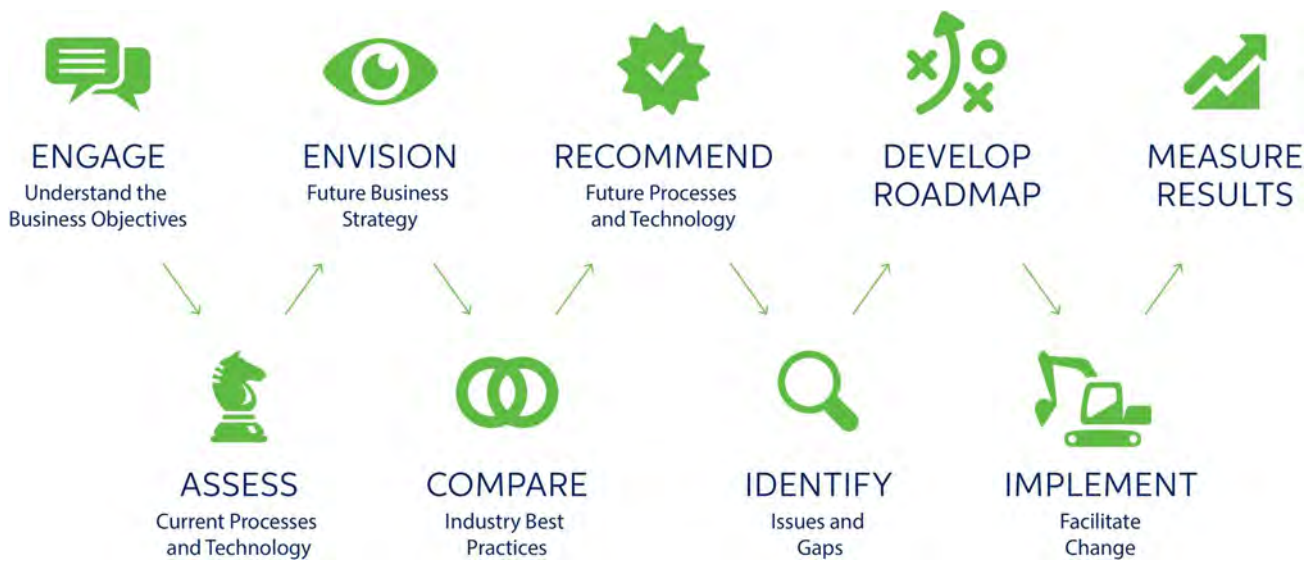 ENGAGE
Understand the
Business Objectives
ASSESS
Current Processes
and Technology
ENVISION
Future Business
Strategy
COMPARE
Industry Best
Practices
RECOMMEND
Future Processes
and Technology
IDENTIFY
Issues and
Gaps
DEVELOP
ROADMAP
IMPLEMENT
Facilitate
Change
MEASURE
RESULTS